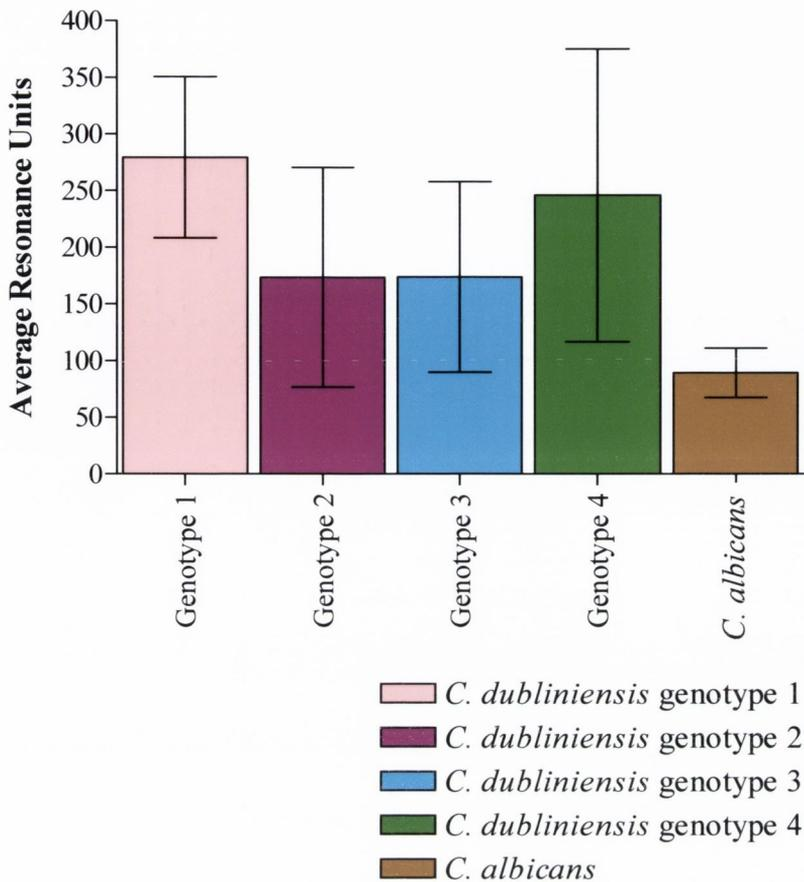 Average Resonance Units
400
350
300
250
200
150
100
50
0
Genotype 1
Genotype 2
Genotype 3
Genotype 4
C. albicans
C. dubliniensis genotype 1
C. dubliniensis genotype 2
C. dubliniensis genotype 3
C. dubliniensis genotype 4
C. albicans